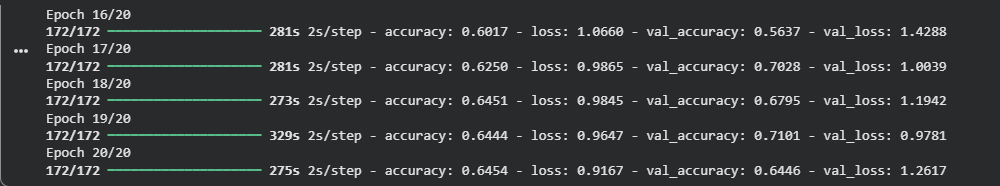 Epoch 16/20
172/172 ━━━━━━━━━━━━━━━━━━━━ 281s 2s/step - accuracy: 0.6017 - loss: 1.0660 - val_accuracy: 0.5637 - val_loss: 1.4288
... Epoch 17/20
172/172 ━━━━━━━━━━━━━━━━━━━━ 281s 2s/step - accuracy: 0.6250 - loss: 0.9865 - val_accuracy: 0.7028 - val_loss: 1.0039
Epoch 18/20
172/172 ━━━━━━━━━━━━━━━━━━━━ 273s 2s/step - accuracy: 0.6451 - loss: 0.9845 - val_accuracy: 0.6795 - val_loss: 1.1942
Epoch 19/20
172/172 ━━━━━━━━━━━━━━━━━━━━ 329s 2s/step - accuracy: 0.6444 - loss: 0.9647 - val_accuracy: 0.7101 - val_loss: 0.9781
Epoch 20/20
172/172 ━━━━━━━━━━━━━━━━━━━━ 275s 2s/step - accuracy: 0.6454 - loss: 0.9167 - val_accuracy: 0.6446 - val_loss: 1.2617